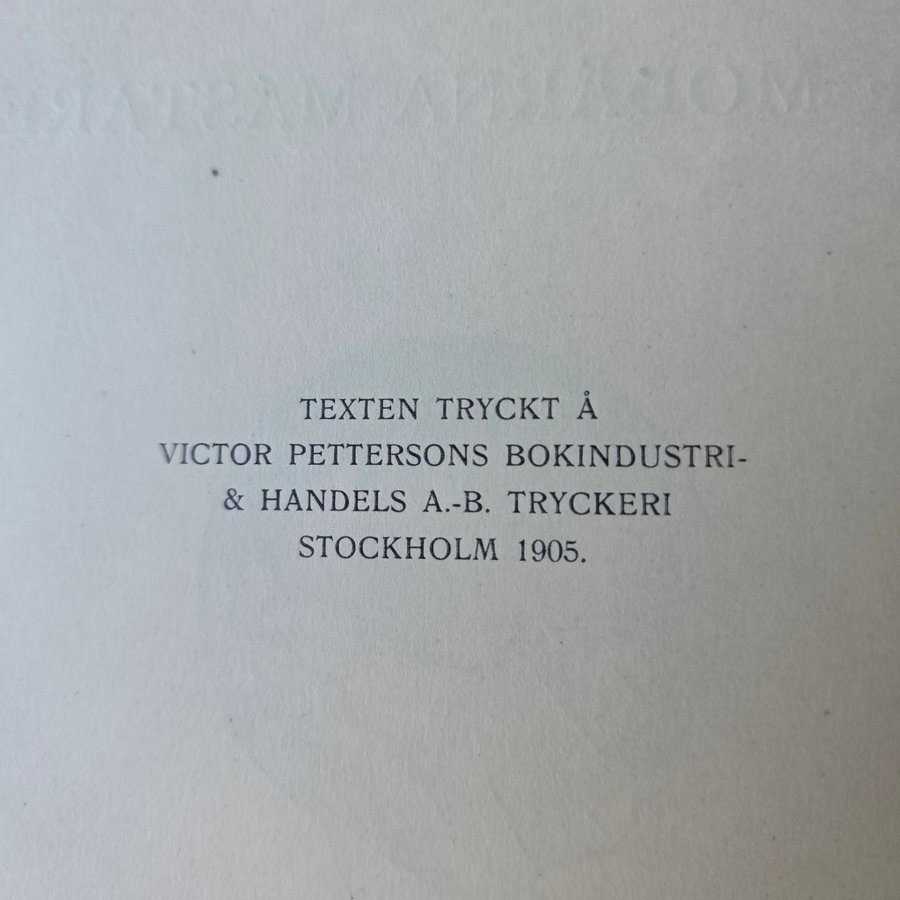 TEXTEN TRYCKT Å
VICTOR PETTERSONS BOKINDUSTRI-
& HANDELS A.-B. TRYCKERI
STOCKHOLM 1905.